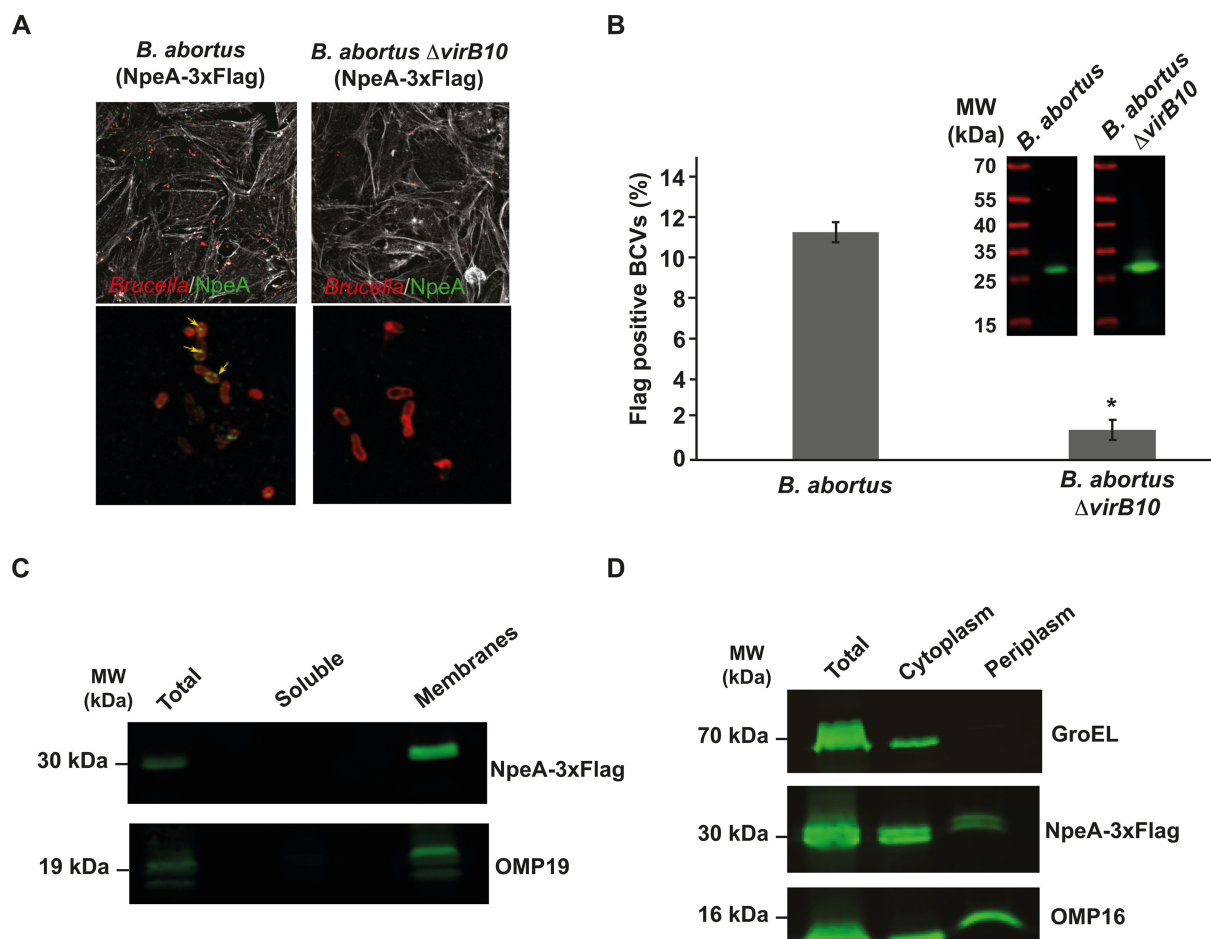 A
B. abortus
(NpeA-3xFlag)
B. abortus ΔvirB10
(NpeA-3xFlag)
Brucella/NpeA
Brucella/NpeA
B
Flag positive BCVs (%)
14
12
10
8
6
4
2
0
B. abortus
*
B. abortus
ΔvirB10
MW
(kDa)
B. abortus
B. abortus
ΔvirB10
70
55
40
35
25
15
C
MW
(kDa)
Total
Soluble
Membranes
30 kDa
NpeA-3xFlag
19 kDa
OMP19
D
MW
(kDa)
Total
Cytoplasm
Periplasm
70 kDa
GroEL
30 kDa
NpeA-3xFlag
16 kDa
OMP16